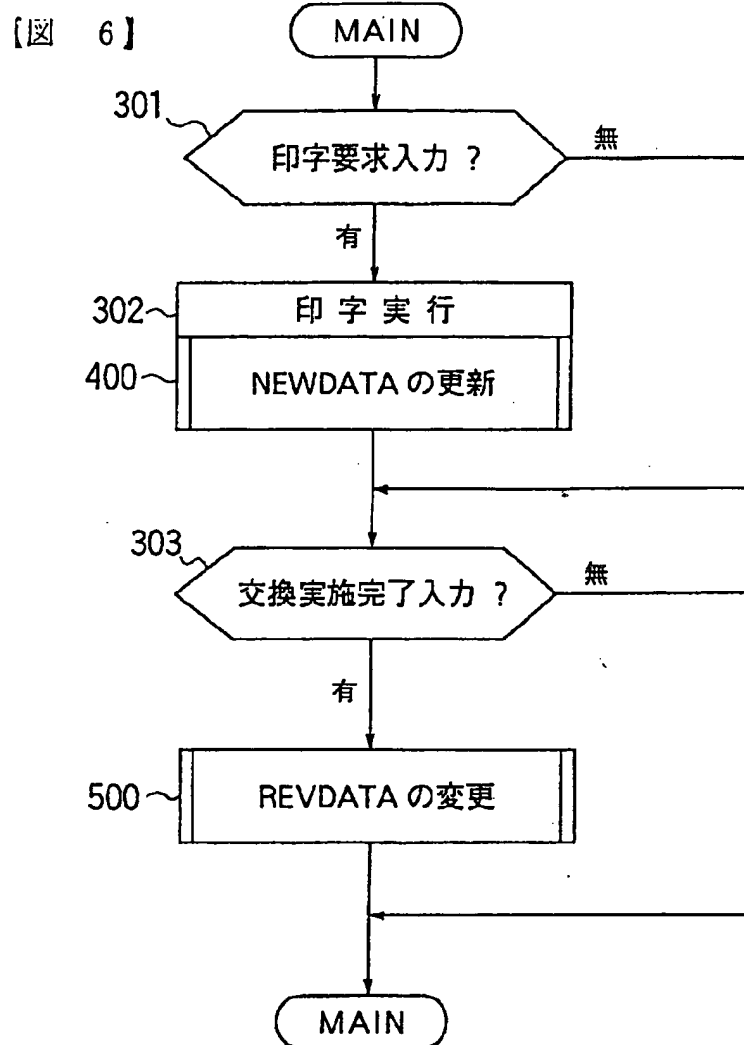 【図 6】
MAIN
301
印字要求入力 ?
無
有
302
印 字 実 行
400
NEWDATA の更新
303
交換実施完了入力 ?
無
有
500
REVDATA の変更
MAIN